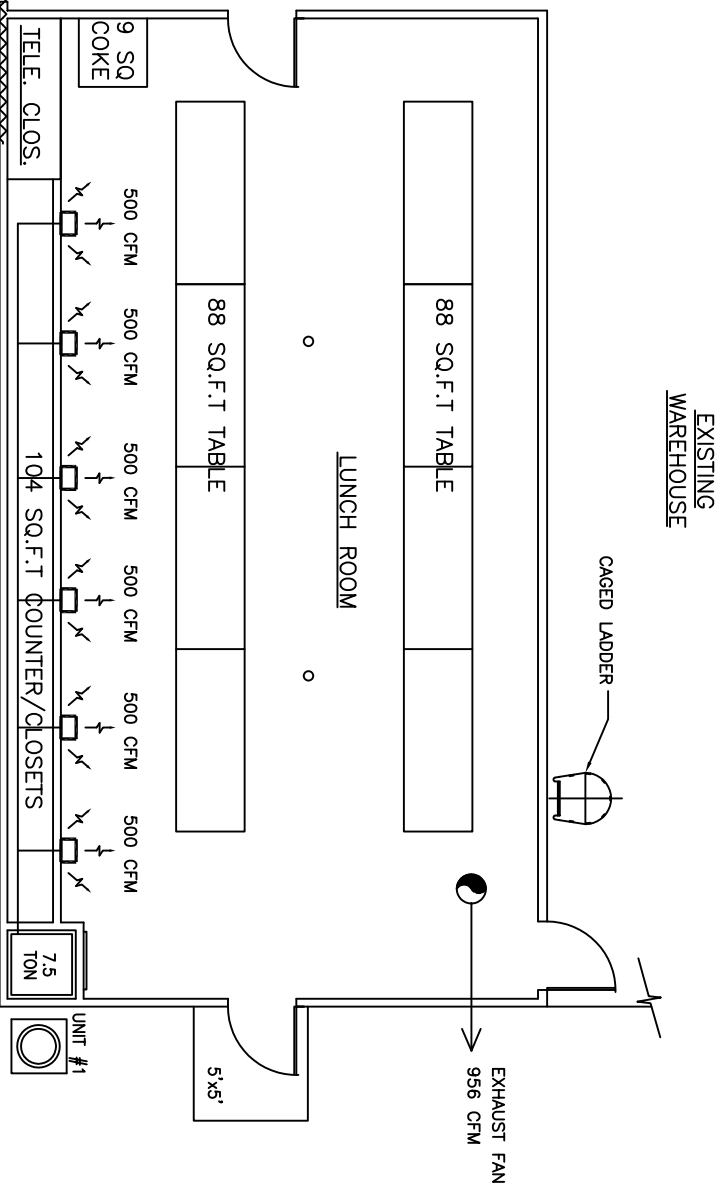 EXISTING
WAREHOUSE
CAGED LADDER
EXHAUST FAN
956 CFM
88 SQ.F.T TABLE
LUNCH ROOM
88 SQ.F.T TABLE
5'x5'
9 SQ
COKE
500 CFM
500 CFM
500 CFM
500 CFM
500 CFM
500 CFM
TELE. CLOS.
104 SQ.F.T COUNTER/CLOSETS
7.5
TON
UNIT #1